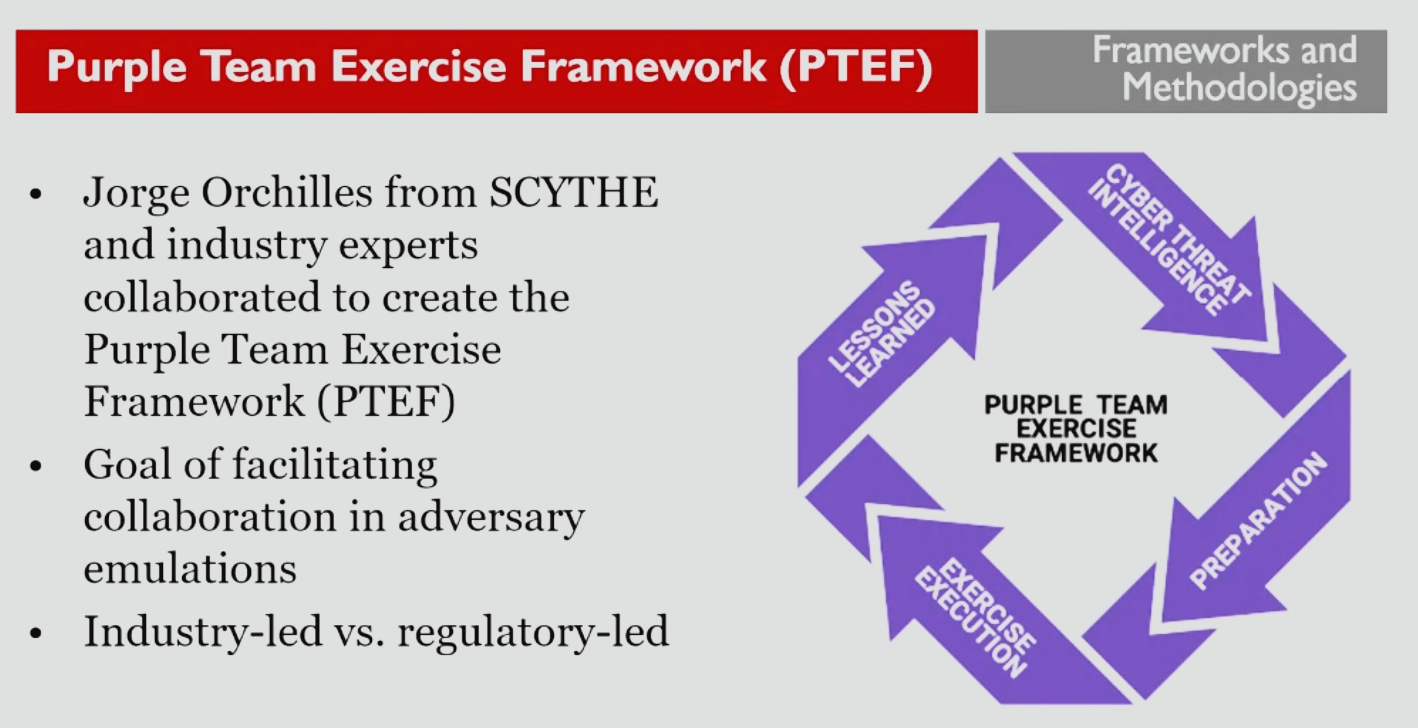 Purple Team Exercise Framework (PTEF)
Frameworks and
Methodologies
• Jorge Orchilles from SCYTHE
and industry experts
collaborated to create the
Purple Team Exercise
Framework (PTEF)
• Goal of facilitating
collaboration in adversary
emulations
• Industry-led vs. regulatory-led
CYBER THREAT
INTELLIGENCE
PREPARATION
EXERCISE
EXECUTION
LESSONS
LEARNED
PURPLE TEAM
EXERCISE
FRAMEWORK